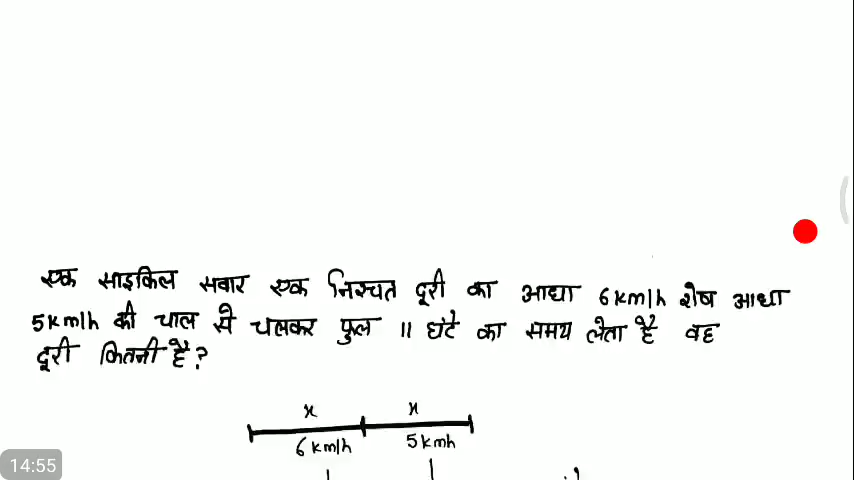 एक साइकिल सवार एक निश्चत दूरी का आधा 6km/h शेष आधा
5km/h की चाल से चलकर कुल 11 घंटे का समय लेता है वह
दूरी कितनी है?
x x
6km/h 5kmh
14:55